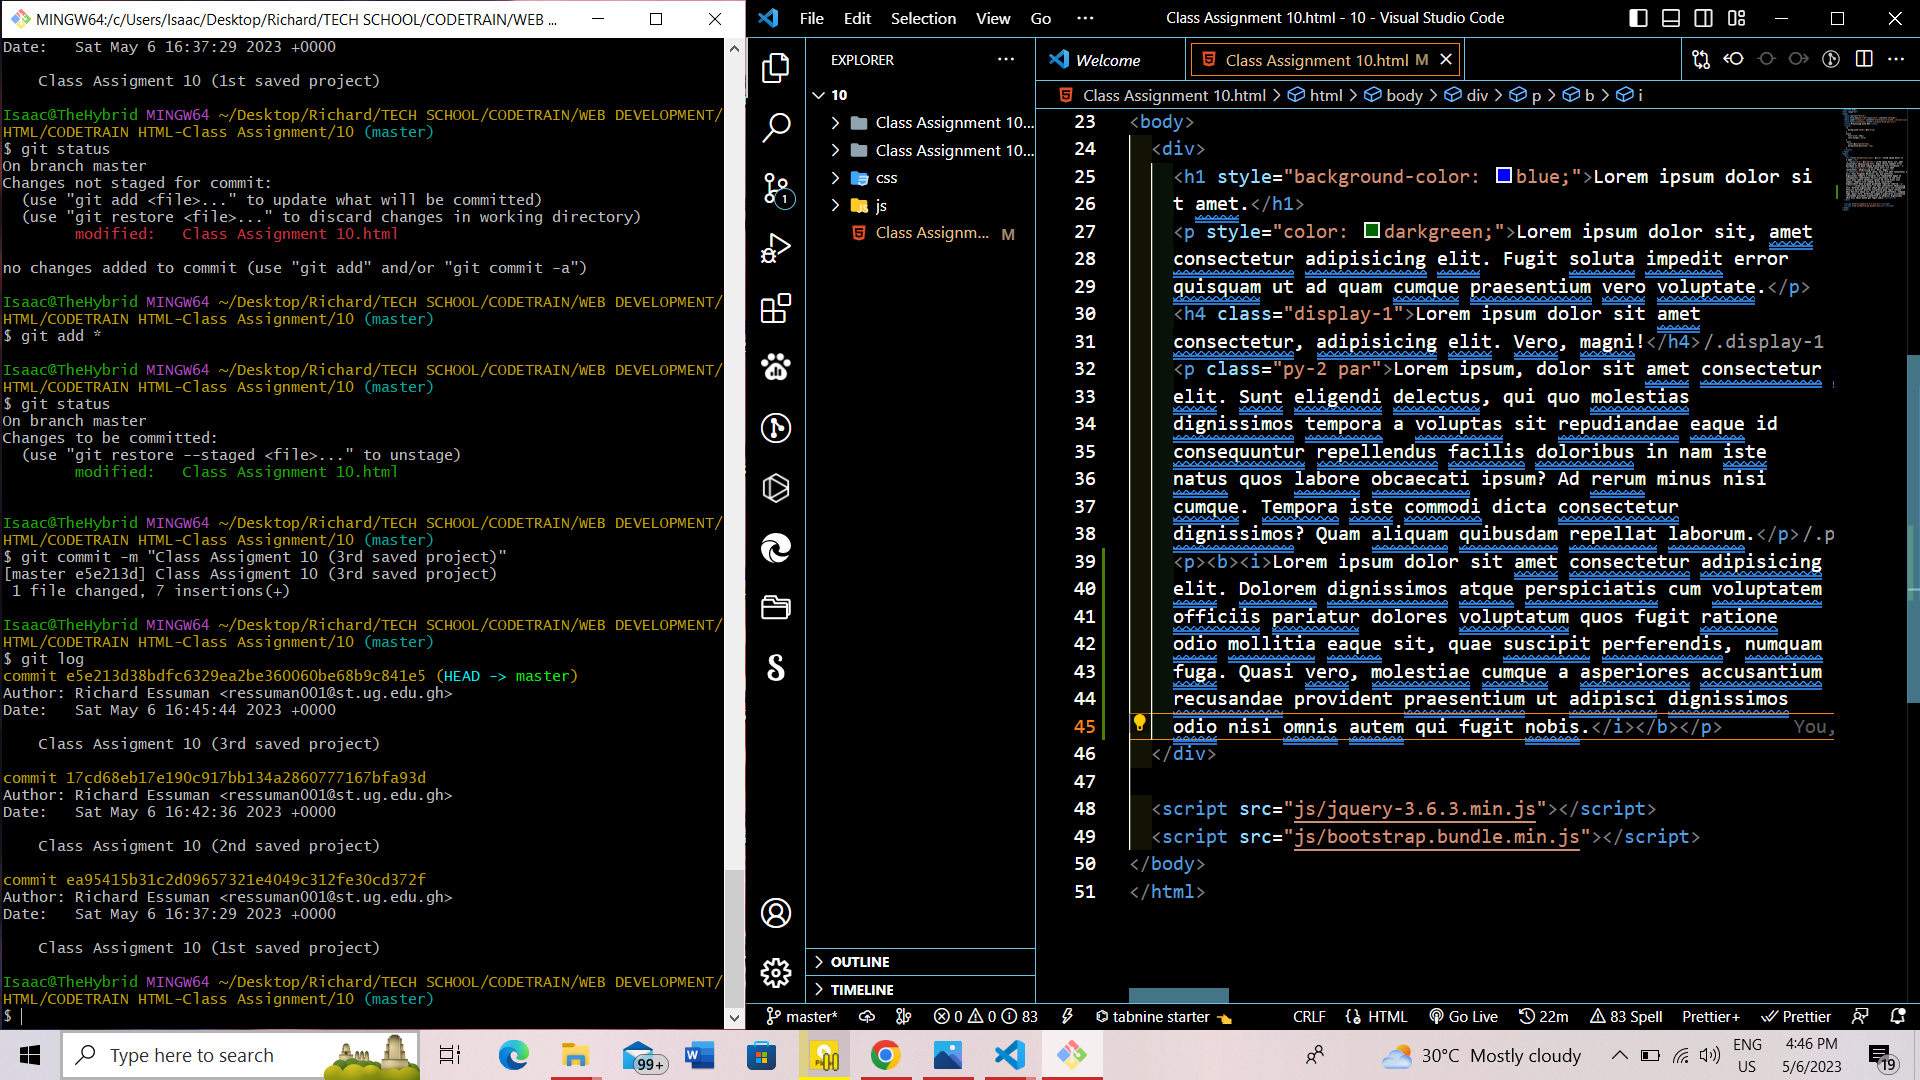 MINGW64:/c/Users/Isaac/Desktop/Richard/TECH SCHOOL/CODETRAIN/WEB ...
Date:   Sat May 6 16:37:29 2023 +0000
Class Assigment 10 (1st saved project)
Isaac@TheHybrid MINGW64 ~/Desktop/Richard/TECH SCHOOL/CODETRAIN/WEB DEVELOPMENT/
HTML/CODETRAIN HTML-Class Assignment/10 (master)
$ git status
On branch master
Changes not staged for commit:
(use "git add <file>..." to update what will be committed)
(use "git restore <file>..." to discard changes in working directory)
modified:   Class Assignment 10.html
no changes added to commit (use "git add" and/or "git commit -a")
Isaac@TheHybrid MINGW64 ~/Desktop/Richard/TECH SCHOOL/CODETRAIN/WEB DEVELOPMENT/
HTML/CODETRAIN HTML-Class Assignment/10 (master)
$ git add *
Isaac@TheHybrid MINGW64 ~/Desktop/Richard/TECH SCHOOL/CODETRAIN/WEB DEVELOPMENT/
HTML/CODETRAIN HTML-Class Assignment/10 (master)
$ git status
On branch master
Changes to be committed:
(use "git restore --staged <file>..." to unstage)
modified:   Class Assignment 10.html
Isaac@TheHybrid MINGW64 ~/Desktop/Richard/TECH SCHOOL/CODETRAIN/WEB DEVELOPMENT/
HTML/CODETRAIN HTML-Class Assignment/10 (master)
$ git commit -m "Class Assigment 10 (3rd saved project)"
[master e5e213d] Class Assigment 10 (3rd saved project)
1 file changed, 7 insertions(+)
Isaac@TheHybrid MINGW64 ~/Desktop/Richard/TECH SCHOOL/CODETRAIN/WEB DEVELOPMENT/
HTML/CODETRAIN HTML-Class Assignment/10 (master)
$ git log
commit e5e213d38bdfc6329ea2be360060be68b9c841e5 (HEAD -> master)
Author: Richard Essuman <ressuman001@st.ug.edu.gh>
Date:   Sat May 6 16:45:44 2023 +0000
Class Assigment 10 (3rd saved project)
commit 17cd68eb17e190c917bb134a2860777167bfa93d
Author: Richard Essuman <ressuman001@st.ug.edu.gh>
Date:   Sat May 6 16:42:36 2023 +0000
Class Assigment 10 (2nd saved project)
commit ea95415b31c2d09657321e4049c312fe30cd372f
Author: Richard Essuman <ressuman001@st.ug.edu.gh>
Date:   Sat May 6 16:37:29 2023 +0000
Class Assigment 10 (1st saved project)
Isaac@TheHybrid MINGW64 ~/Desktop/Richard/TECH SCHOOL/CODETRAIN/WEB DEVELOPMENT/
HTML/CODETRAIN HTML-Class Assignment/10 (master)
$
File Edit Selection View Go ... Class Assignment 10.html - 10 - Visual Studio Code
EXPLORER
10
Class Assignment 10...
Class Assignment 10...
css
js
Class Assignm... M
1
OUTLINE
TIMELINE
Welcome Class Assignment 10.html M
Class Assignment 10.html > html > body > div > p > b > i
23 <body>
24 <div>
25 <h1 style="background-color: blue;">Lorem ipsum dolor si
26 t amet.</h1>
27 <p style="color: darkgreen;">Lorem ipsum dolor sit, amet
28 consectetur adipisicing elit. Fugit soluta impedit error
29 quisquam ut ad quam cumque praesentium vero voluptate.</p>
30 <h4 class="display-1">Lorem ipsum dolor sit amet
31 consectetur, adipisicing elit. Vero, magni!</h4>/.display-1
32 <p class="py-2 par">Lorem ipsum, dolor sit amet consectetur
33 elit. Sunt eligendi delectus, qui quo molestias
34 dignissimos tempora a voluptas sit repudiandae eaque id
35 consequuntur repellendus facilis doloribus in nam iste
36 natus quos labore obcaecati ipsum? Ad rerum minus nisi
37 cumque. Tempora iste commodi dicta consectetur
38 dignissimos? Quam aliquam quibusdam repellat laborum.</p>/.p
39 <p><b><i>Lorem ipsum dolor sit amet consectetur adipisicing
40 elit. Dolorem dignissimos atque perspiciatis cum voluptatem
41 officiis pariatur dolores voluptatum quos fugit ratione
42 odio mollitia eaque sit, quae suscipit perferendis, numquam
43 fuga. Quasi vero, molestiae cumque a asperiores accusantium
44 recusandae provident praesentium ut adipisci dignissimos
45 odio nisi omnis autem qui fugit nobis.</i></b></p> You,
46 </div>
47
48 <script src="js/jquery-3.6.3.min.js"></script>
49 <script src="js/bootstrap.bundle.min.js"></script>
50 </body>
51 </html>
master* 0 0 83 tabnine starter CRLF HTML Go Live 22m 83 Spell Prettier+ Prettier
Type here to search 99+ 30°C Mostly cloudy ENG US 4:46 PM 5/6/2023 19